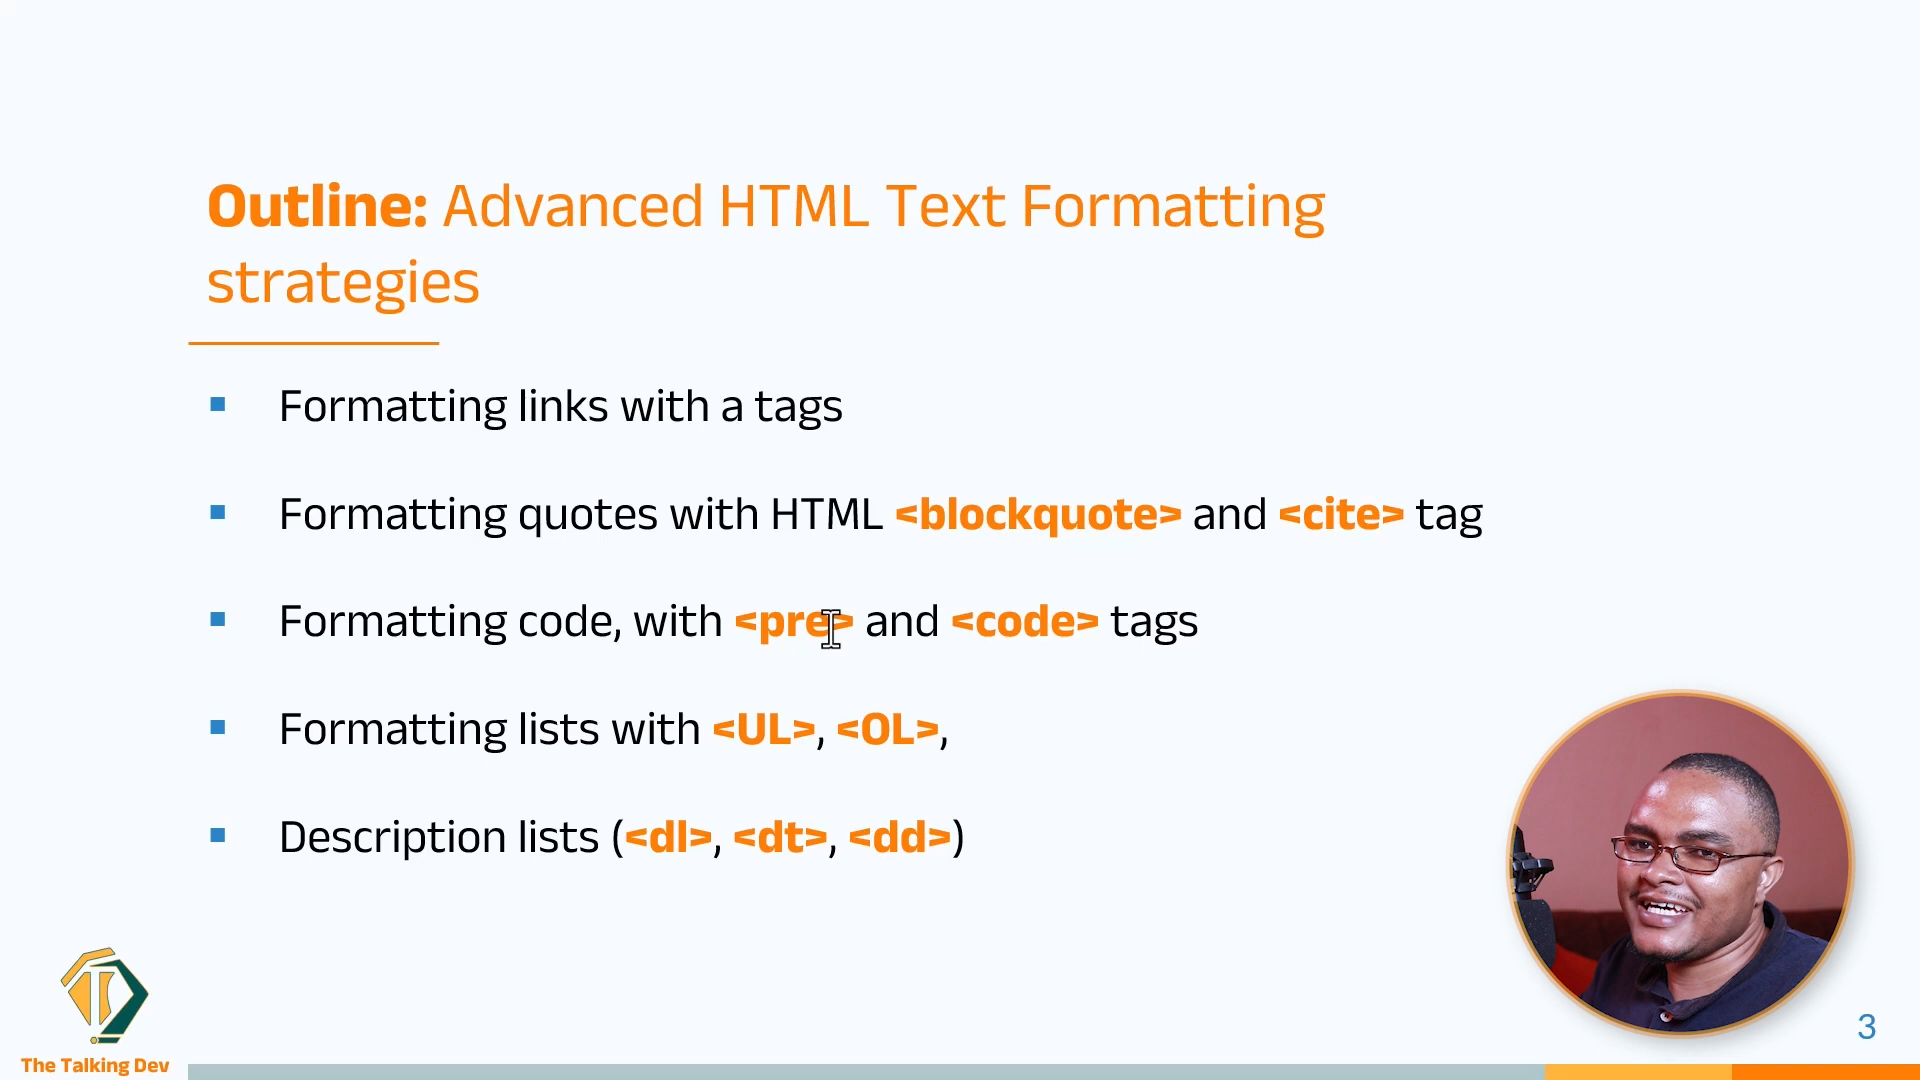 Outline: Advanced HTML Text Formatting
strategies
Formatting links with a tags
Formatting quotes with HTML <blockquote> and <cite> tag
Formatting code, with <pre> and <code> tags
Formatting lists with <UL>, <OL>,
Description lists (<dl>, <dt>, <dd>)
The Talking Dev
3